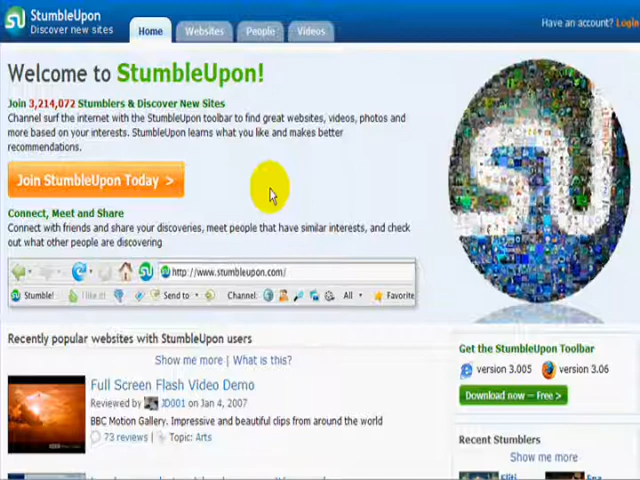 StumbleUpon
Discover new sites
Home Websites People Videos
Have an account? Login
Welcome to StumbleUpon!
Join 3,214,072 Stumblers & Discover New Sites
Channel surf the internet with the StumbleUpon toolbar to find great websites, videos, photos and
more based on your interests. StumbleUpon learns what you like and makes better
recommendations.
Join StumbleUpon Today >
Connect, Meet and Share
Connect with friends and share your discoveries, meet people that have similar interests, and check
out what other people are discovering
http://www.stumbleupon.com/
Stumble! I like it! Send to Channel: All Favorite
Recently popular websites with StumbleUpon users
Show me more | What is this?
Full Screen Flash Video Demo
Reviewed by JD001 on Jan 4, 2007
BBC Motion Gallery. Impressive and beautiful clips from around the world
73 reviews | Topic: Arts
Get the StumbleUpon Toolbar
version 3.005 version 3.06
Download now — Free >
Recent Stumblers
Show me more